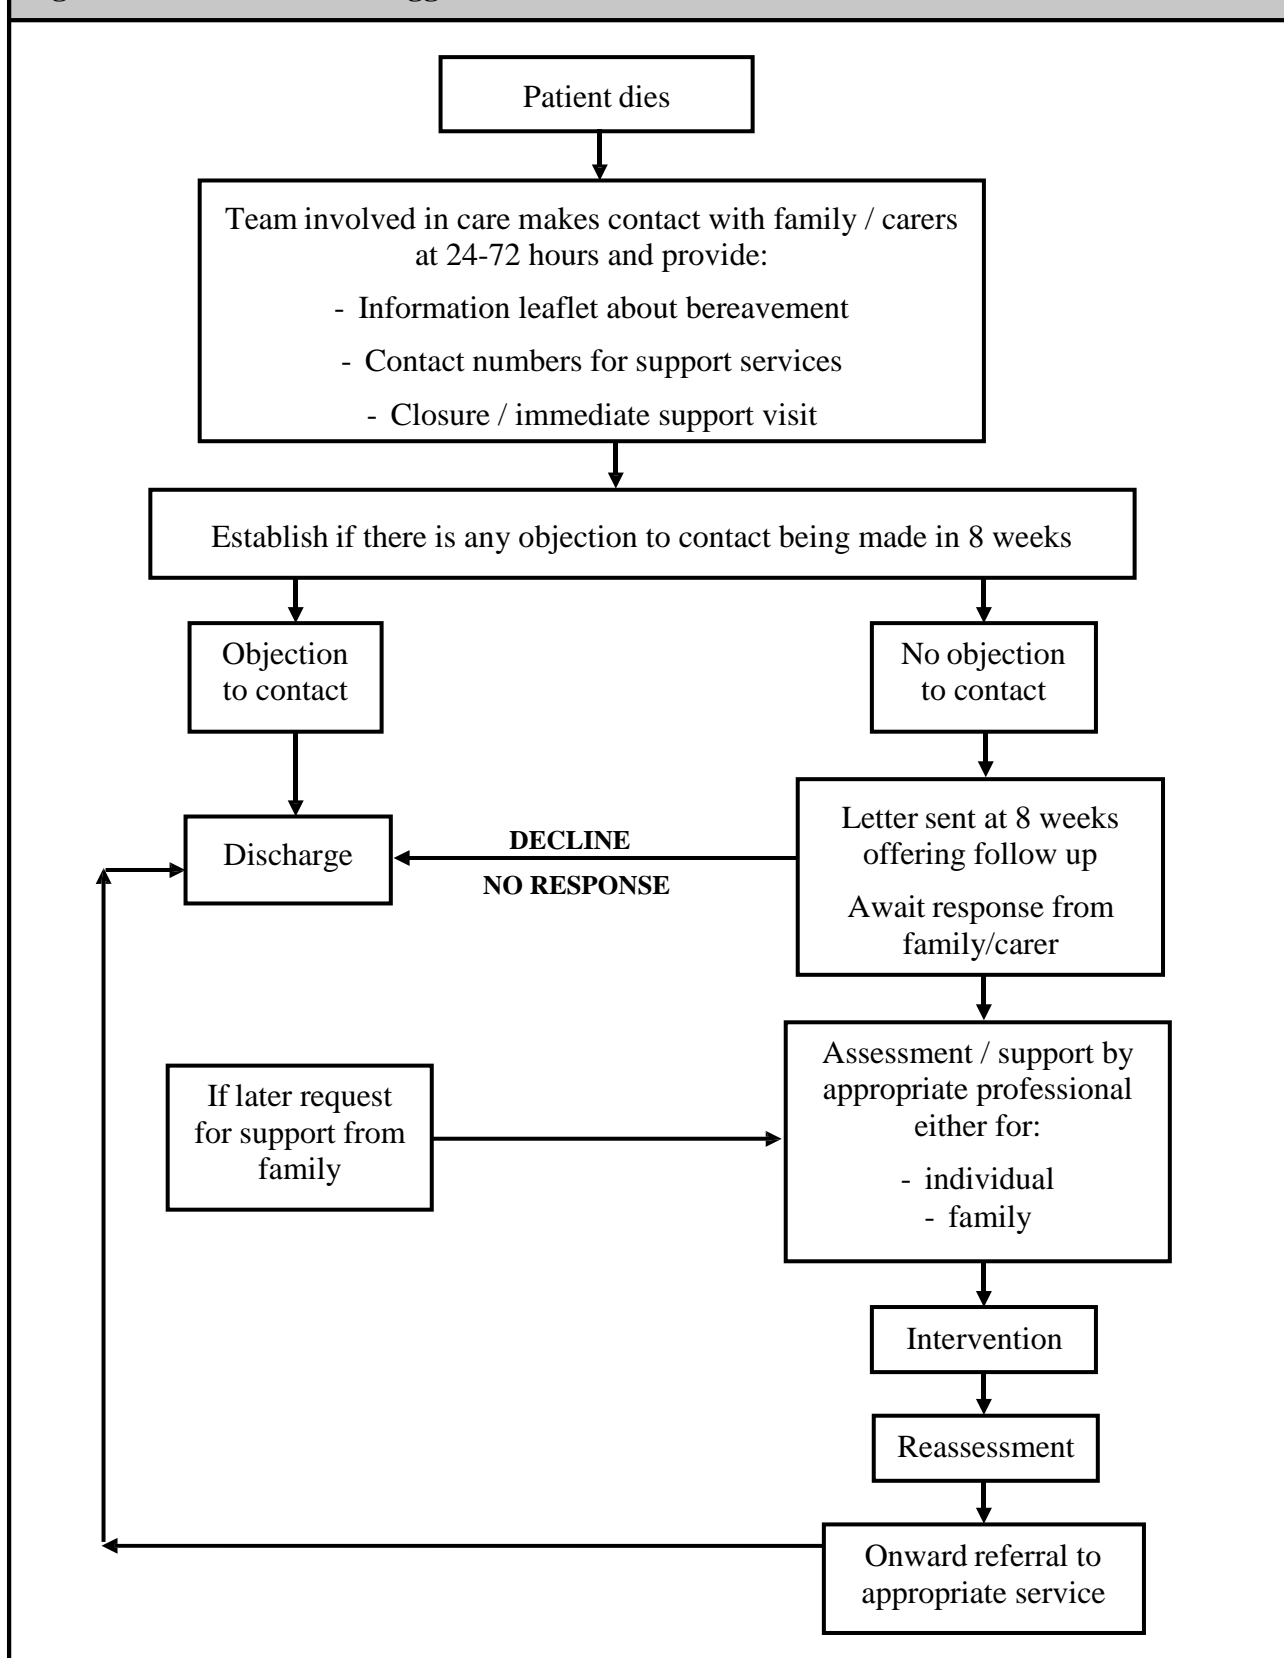 Patient dies
Team involved in care makes contact with family / carers
at 24-72 hours and provide:
- Information leaflet about bereavement
- Contact numbers for support services
- Closure / immediate support visit
Establish if there is any objection to contact being made in 8 weeks
Objection
to contact
No objection
to contact
Discharge
DECLINE
NO RESPONSE
Letter sent at 8 weeks
offering follow up
Await response from
family/carer
If later request
for support from
family
Assessment / support by
appropriate professional
either for:
- individual
- family
Intervention
Reassessment
Onward referral to
appropriate service